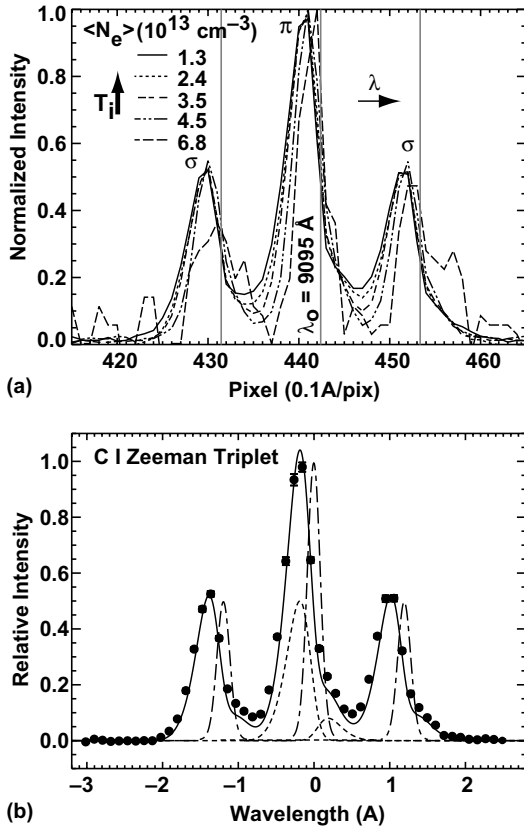 <N_e> (10^13 cm^−3)
1.3
2.4
3.5
4.5
6.8
T_i
π
λ
σ
σ
λ_o = 9095 A
Normalized Intensity
1.0
0.8
0.6
0.4
0.2
0.0
420 430 440 450 460
Pixel (0.1A/pix)
(a)
C I Zeeman Triplet
Relative Intensity
1.0
0.8
0.6
0.4
0.2
0.0
−3 −2 −1 0 1 2
Wavelength (A)
(b)